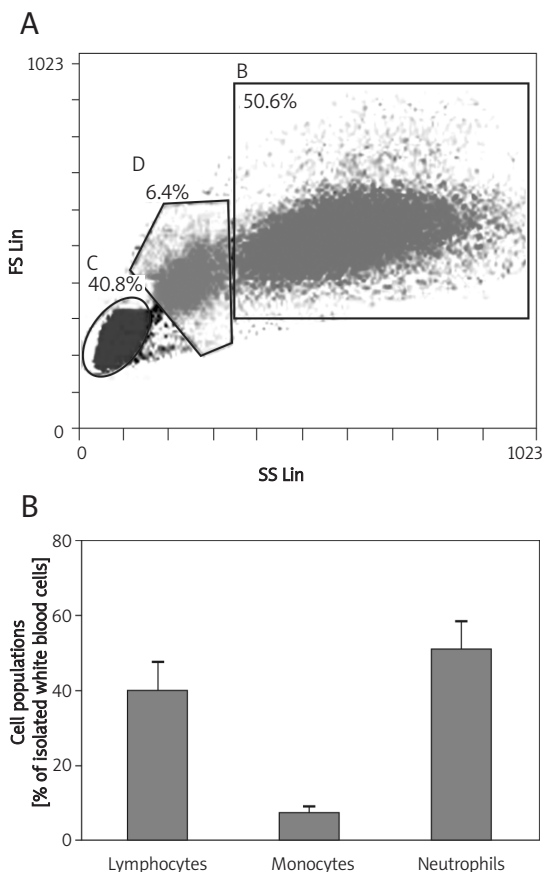 A
1023
B
50.6%
D
6.4%
C
40.8%
FS Lin
0
0
1023
SS Lin
B
80
60
40
20
0
Cell populations
[% of isolated white blood cells]
Lymphocytes
Monocytes
Neutrophils